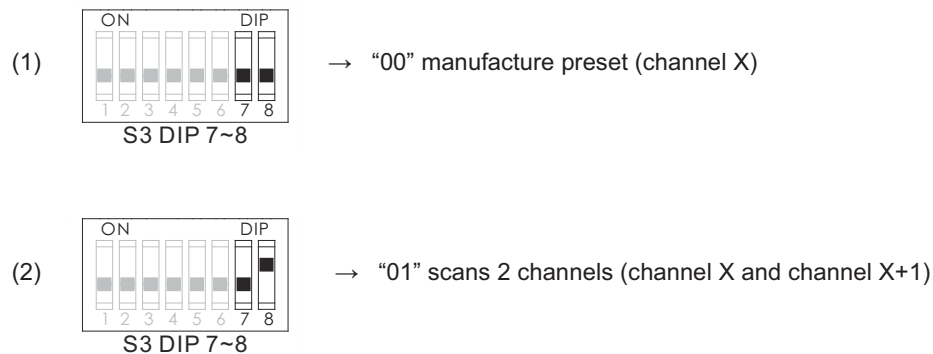 ON DIP
(1) → “00” manufacture preset (channel X)
1 2 3 4 5 6 7 8
S3 DIP 7~8
ON DIP
(2) → “01” scans 2 channels (channel X and channel X+1)
1 2 3 4 5 6 7 8
S3 DIP 7~8